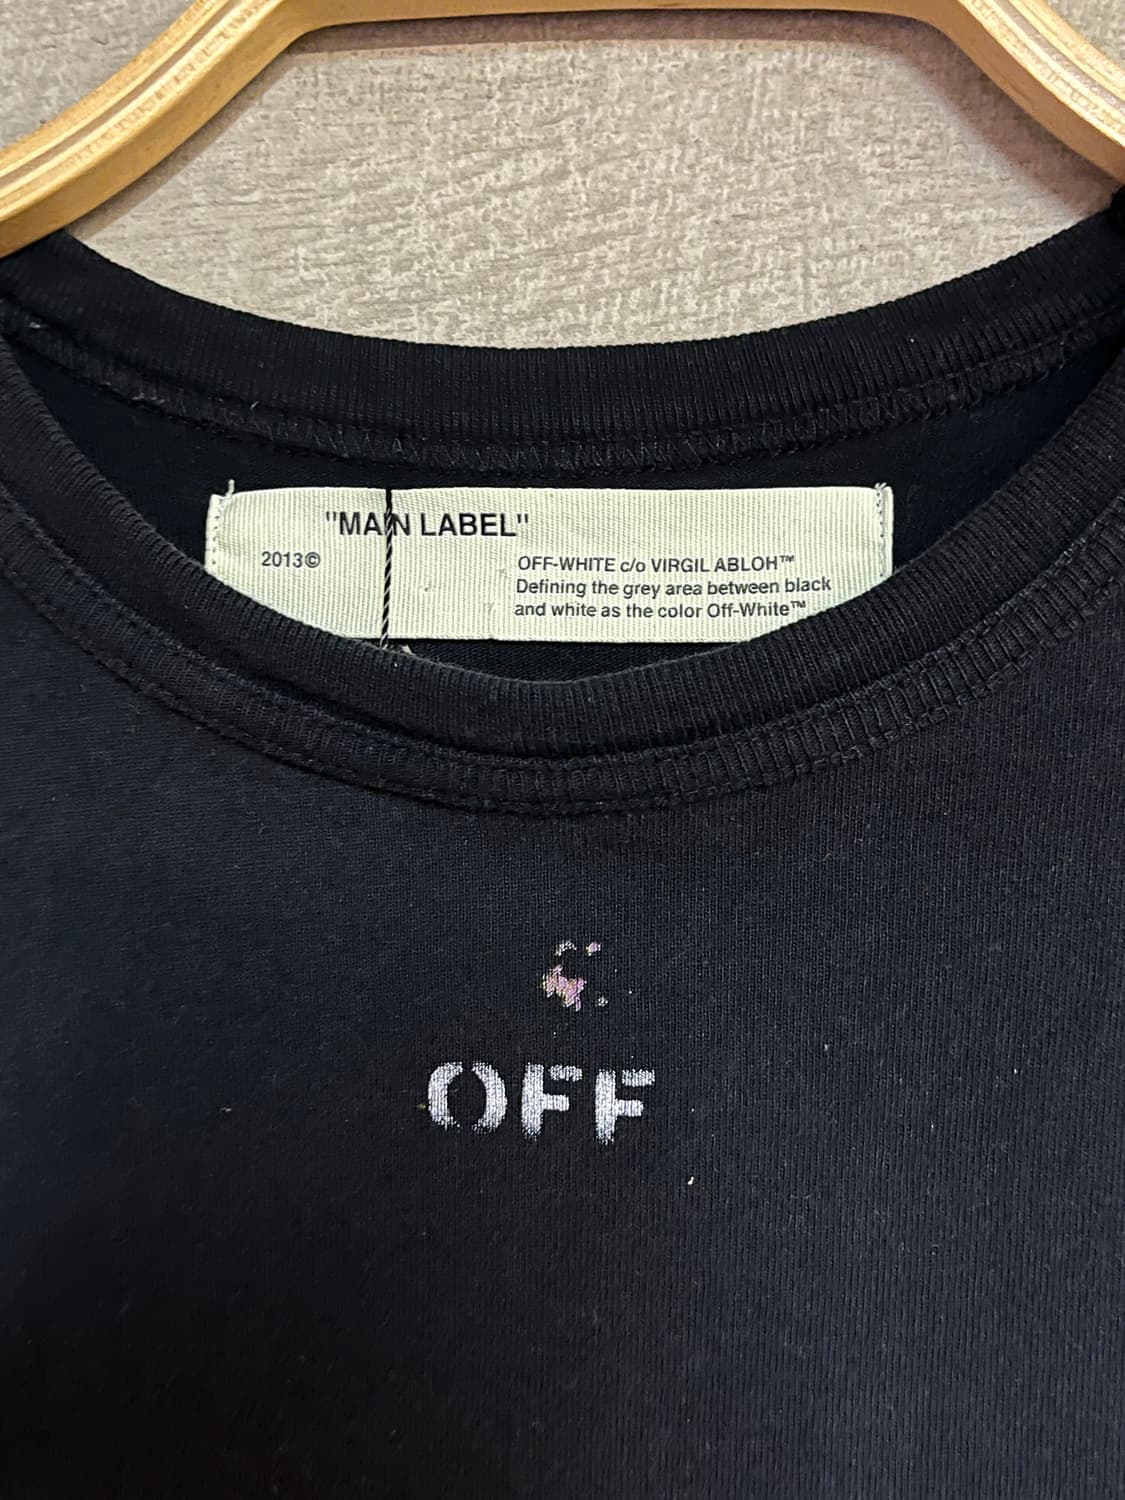 "MAIN LABEL"
2013©
OFF-WHITE c/o VIRGIL ABLOH™
Defining the grey area between black
and white as the color Off-White™
OFF